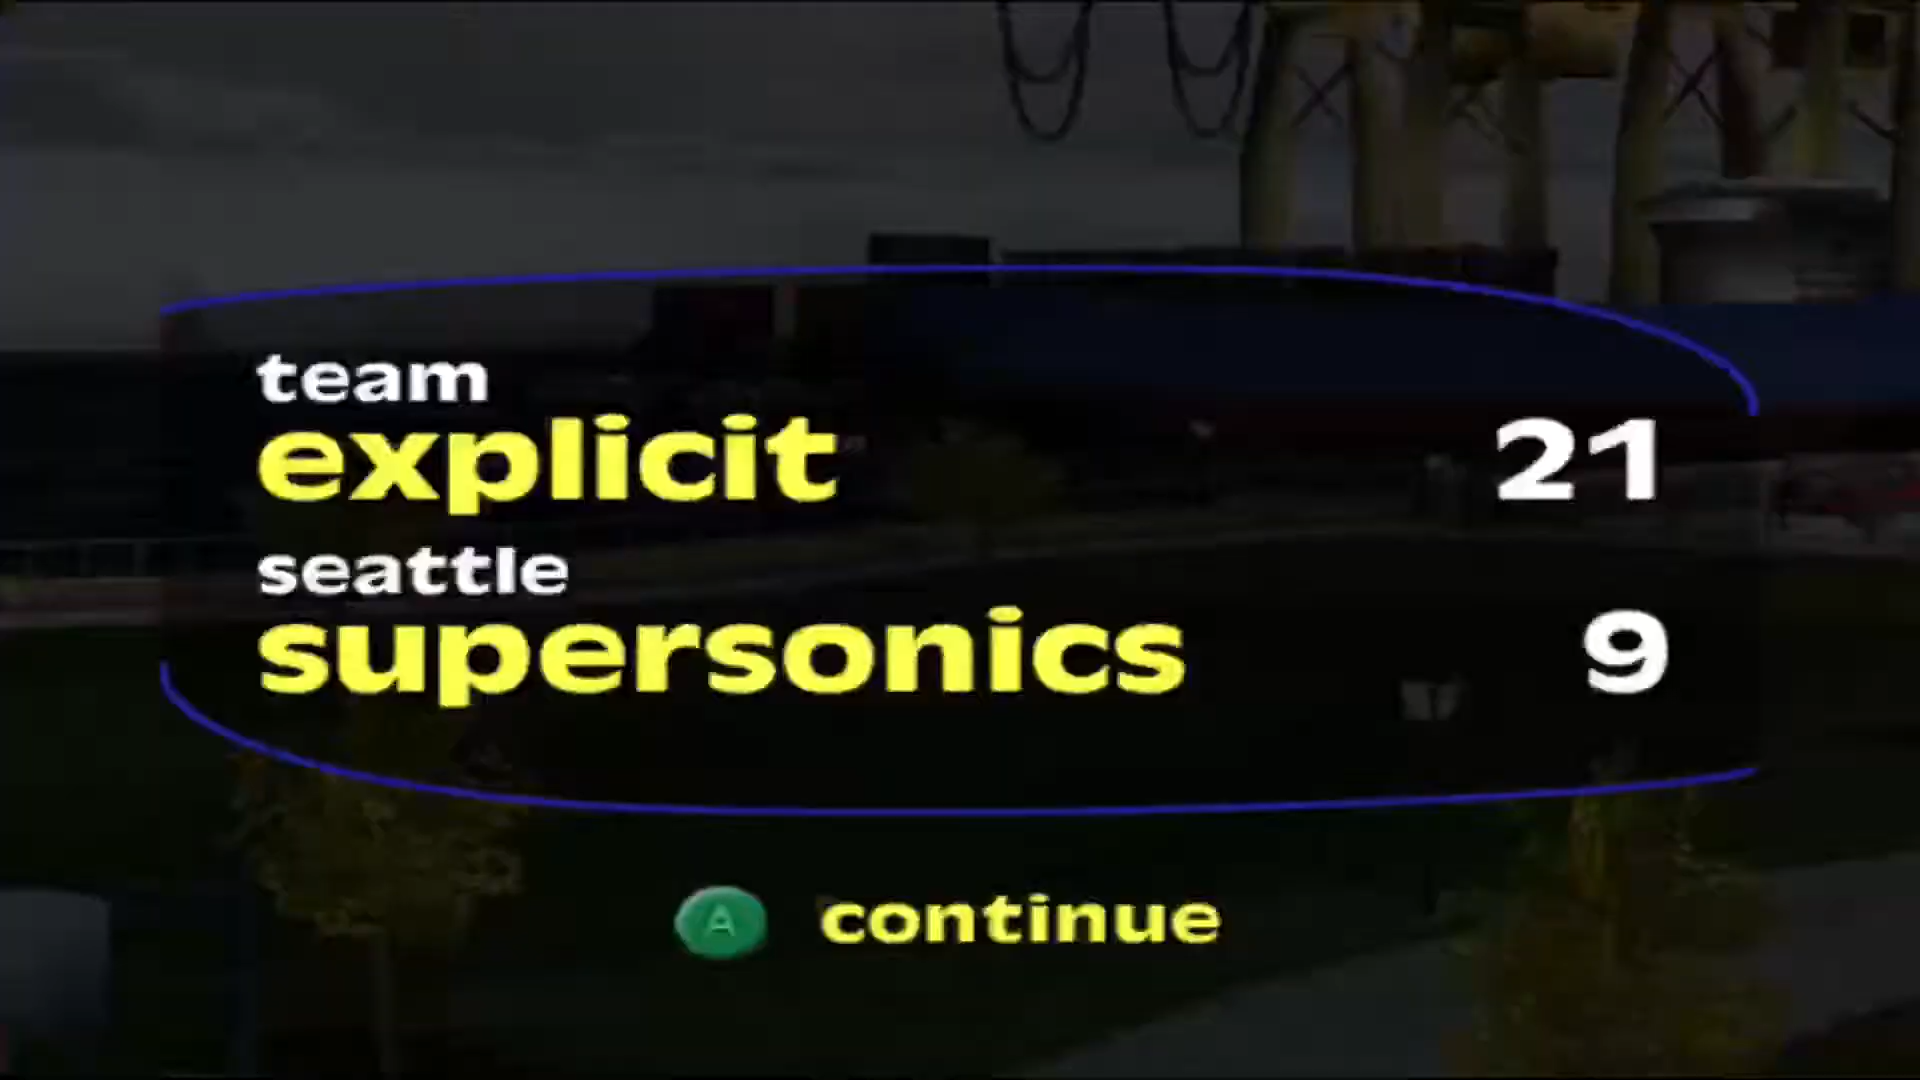 team
explicit 21
seattle
supersonics 9
A continue